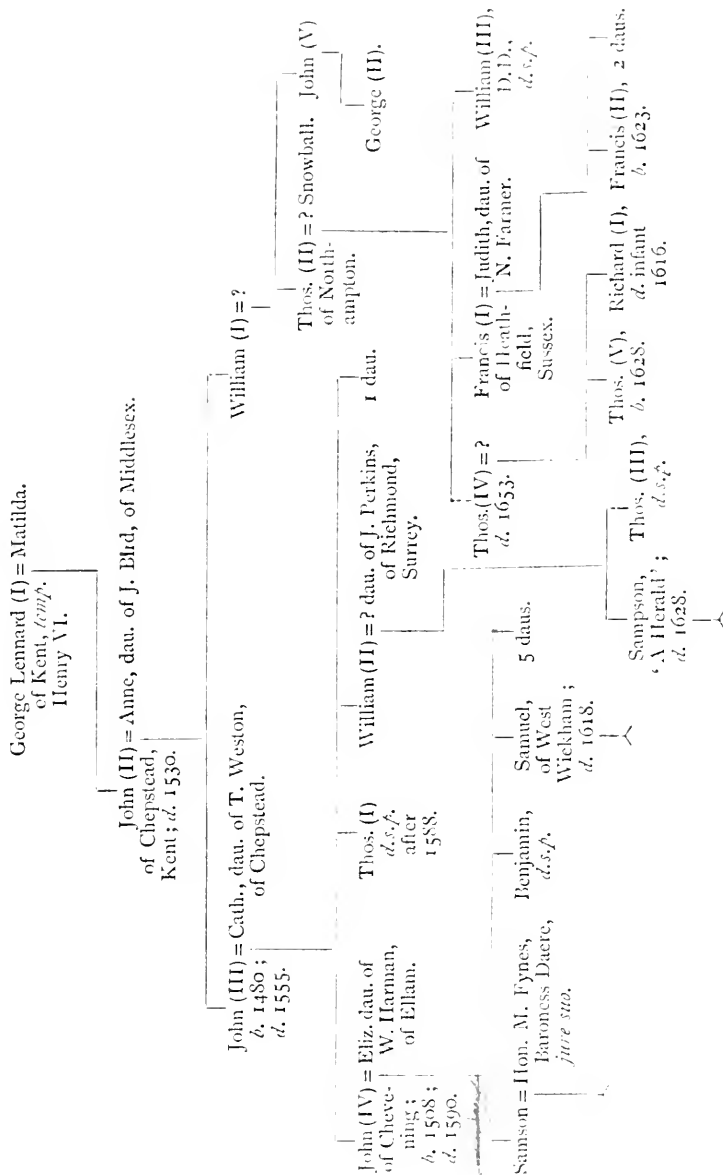 George Lennard (I) = Matilda.
of Kent, temp.
Henry VI.
John (II) = Anne, dau. of J. Bird, of Middlesex.
of Chepstead,
Kent; d. 1530.
John (III) = Cath., dau. of T. Weston,
b. 1480; of Chepstead.
d. 1555.
William (I) = ?
John (IV) = Eliz. dau. of
of Cheve- W. Harman,
ning; of Ellam.
b. 1508;
d. 1590.
Thos. (I)
d.s.p.
after
1588.
William (II) = ? dau. of J. Perkins,
of Richmond,
Surrey.
1 dau.
Thos. (II) = ? Snowball.
of North-
ampton.
John (V)
George (II).
Samson = Hon. M. Fynes,
Baroness Dacre,
jure suo.
Benjamin,
d.s.p.
Samuel,
of West
Wickham;
d. 1618.
5 daus.
Thos. (IV) = ?
d. 1653.
Francis (I) = Judith, dau. of
of Heath- N. Farmer.
field,
Sussex.
William (III),
D.D.,
d.s.p.
Sampson,
'A Herald';
d. 1628.
Thos. (III),
d.s.p.
Thos. (V),
b. 1628.
Richard (I),
d. infant
1616.
Francis (II),
b. 1623.
2 daus.